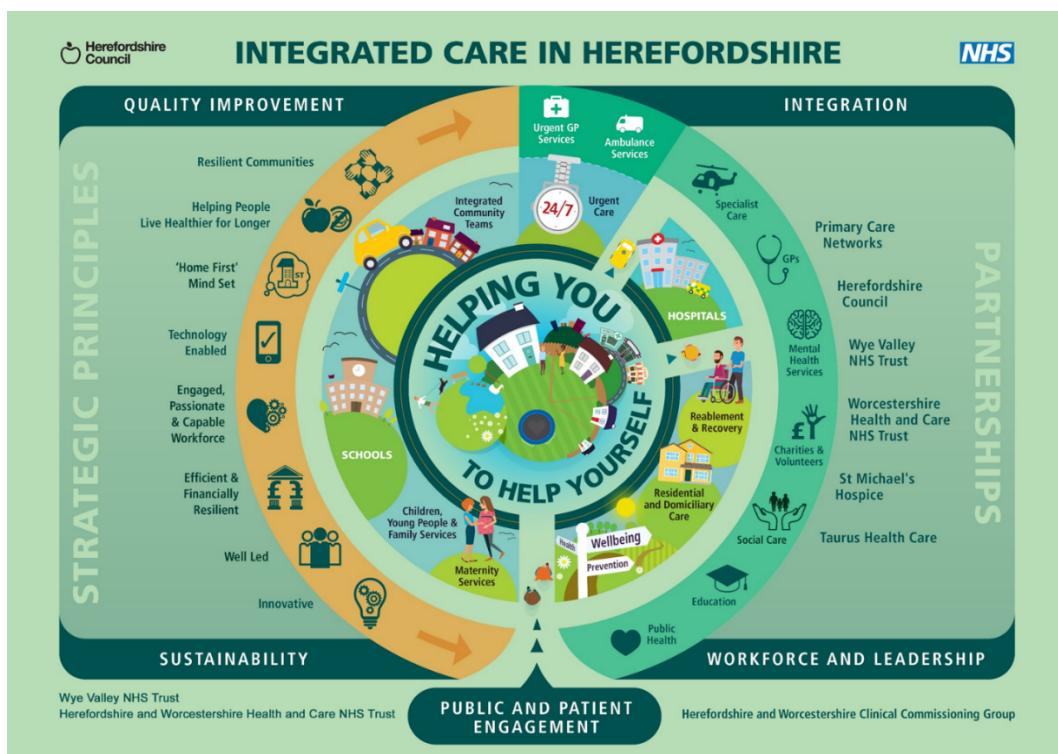 Herefordshire
Council
INTEGRATED CARE IN HEREFORDSHIRE
NHS
QUALITY IMPROVEMENT
INTEGRATION
STRATEGIC PRINCIPLES
Resilient Communities
Helping People
Live Healthier for Longer
'Home First'
Mind Set
1ST
Technology
Enabled
Engaged,
Passionate
& Capable
Workforce
Efficient &
Financially
Resilient
££
Well Led
Innovative
Urgent GP
Services
Ambulance
Services
Integrated
Community
Teams
24/7
Urgent
Care
HOSPITALS
HELPING YOU
TO HELP YOURSELF
SCHOOLS
Reablement
& Recovery
Residential
and Domiciliary
Care
Children,
Young People &
Family Services
Maternity
Services
Health
Wellbeing
Prevention
Specialist
Care
GPs
Mental
Health
Services
£
Charities &
Volunteers
Social Care
Education
Public
Health
Primary Care
Networks
Herefordshire
Council
Wye Valley
NHS Trust
Worcestershire
Health and Care
NHS Trust
St Michael's
Hospice
Taurus Health Care
PARTNERSHIPS
SUSTAINABILITY
WORKFORCE AND LEADERSHIP
PUBLIC AND PATIENT
ENGAGEMENT
Wye Valley NHS Trust
Herefordshire and Worcestershire Health and Care NHS Trust
Herefordshire and Worcestershire Clinical Commissioning Group